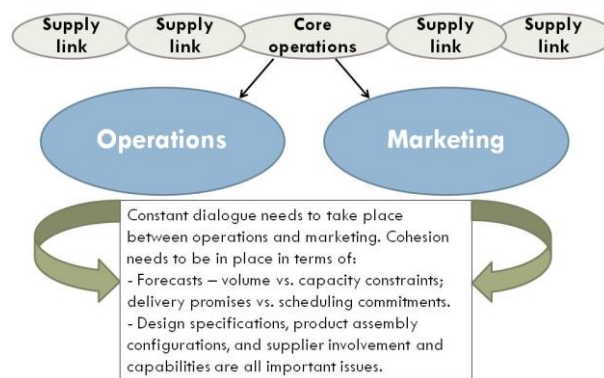 Supply link
Supply link
Core operations
Supply link
Supply link
Operations
Marketing
Constant dialogue needs to take place
between operations and marketing. Cohesion
needs to be in place in terms of:
- Forecasts – volume vs. capacity constraints;
delivery promises vs. scheduling commitments.
- Design specifications, product assembly
configurations, and supplier involvement and
capabilities are all important issues.